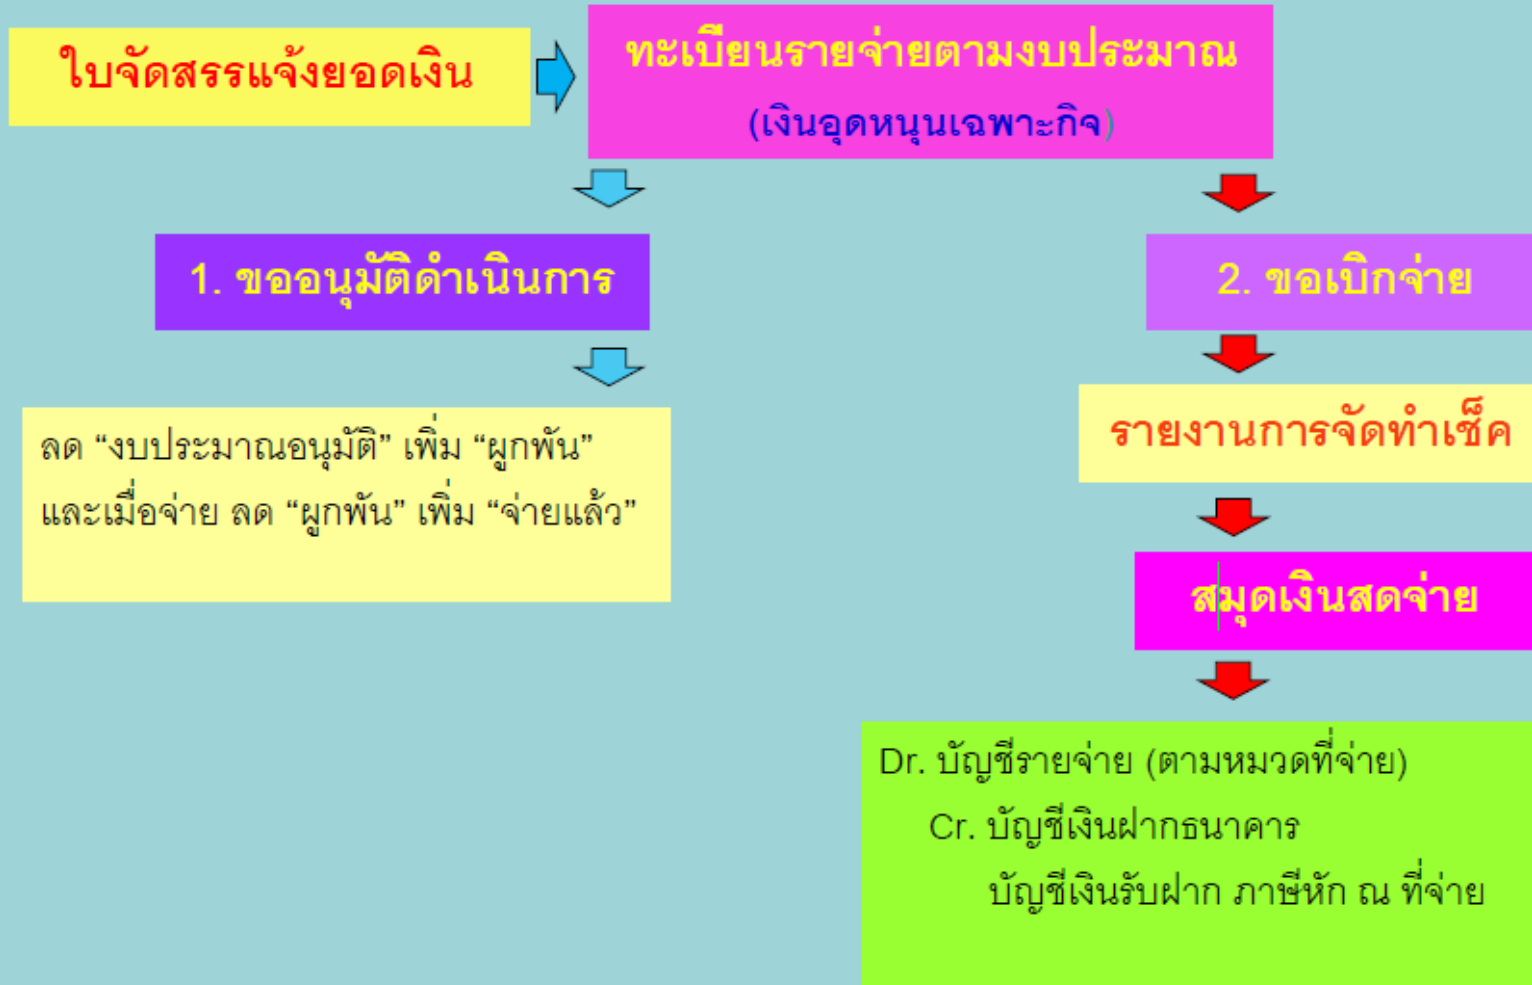 ใบจัดสรรแจ้งยอดเงิน
ทะเบียนรายจ่ายตามงบประมาณ
(เงินอุดหนุนเฉพาะกิจ)
1. ขออนุมัติดำเนินการ
2. ขอเบิกจ่าย
ลด “งบประมาณอนุมัติ” เพิ่ม “ผูกพัน”
และเมื่อจ่าย ลด “ผูกพัน” เพิ่ม “จ่ายแล้ว”
รายงานการจัดทำเช็ค
สมุดเงินสดจ่าย
Dr. บัญชีรายจ่าย (ตามหมวดที่จ่าย)
Cr. บัญชีเงินฝากธนาคาร
บัญชีเงินรับฝาก ภาษีหัก ณ ที่จ่าย